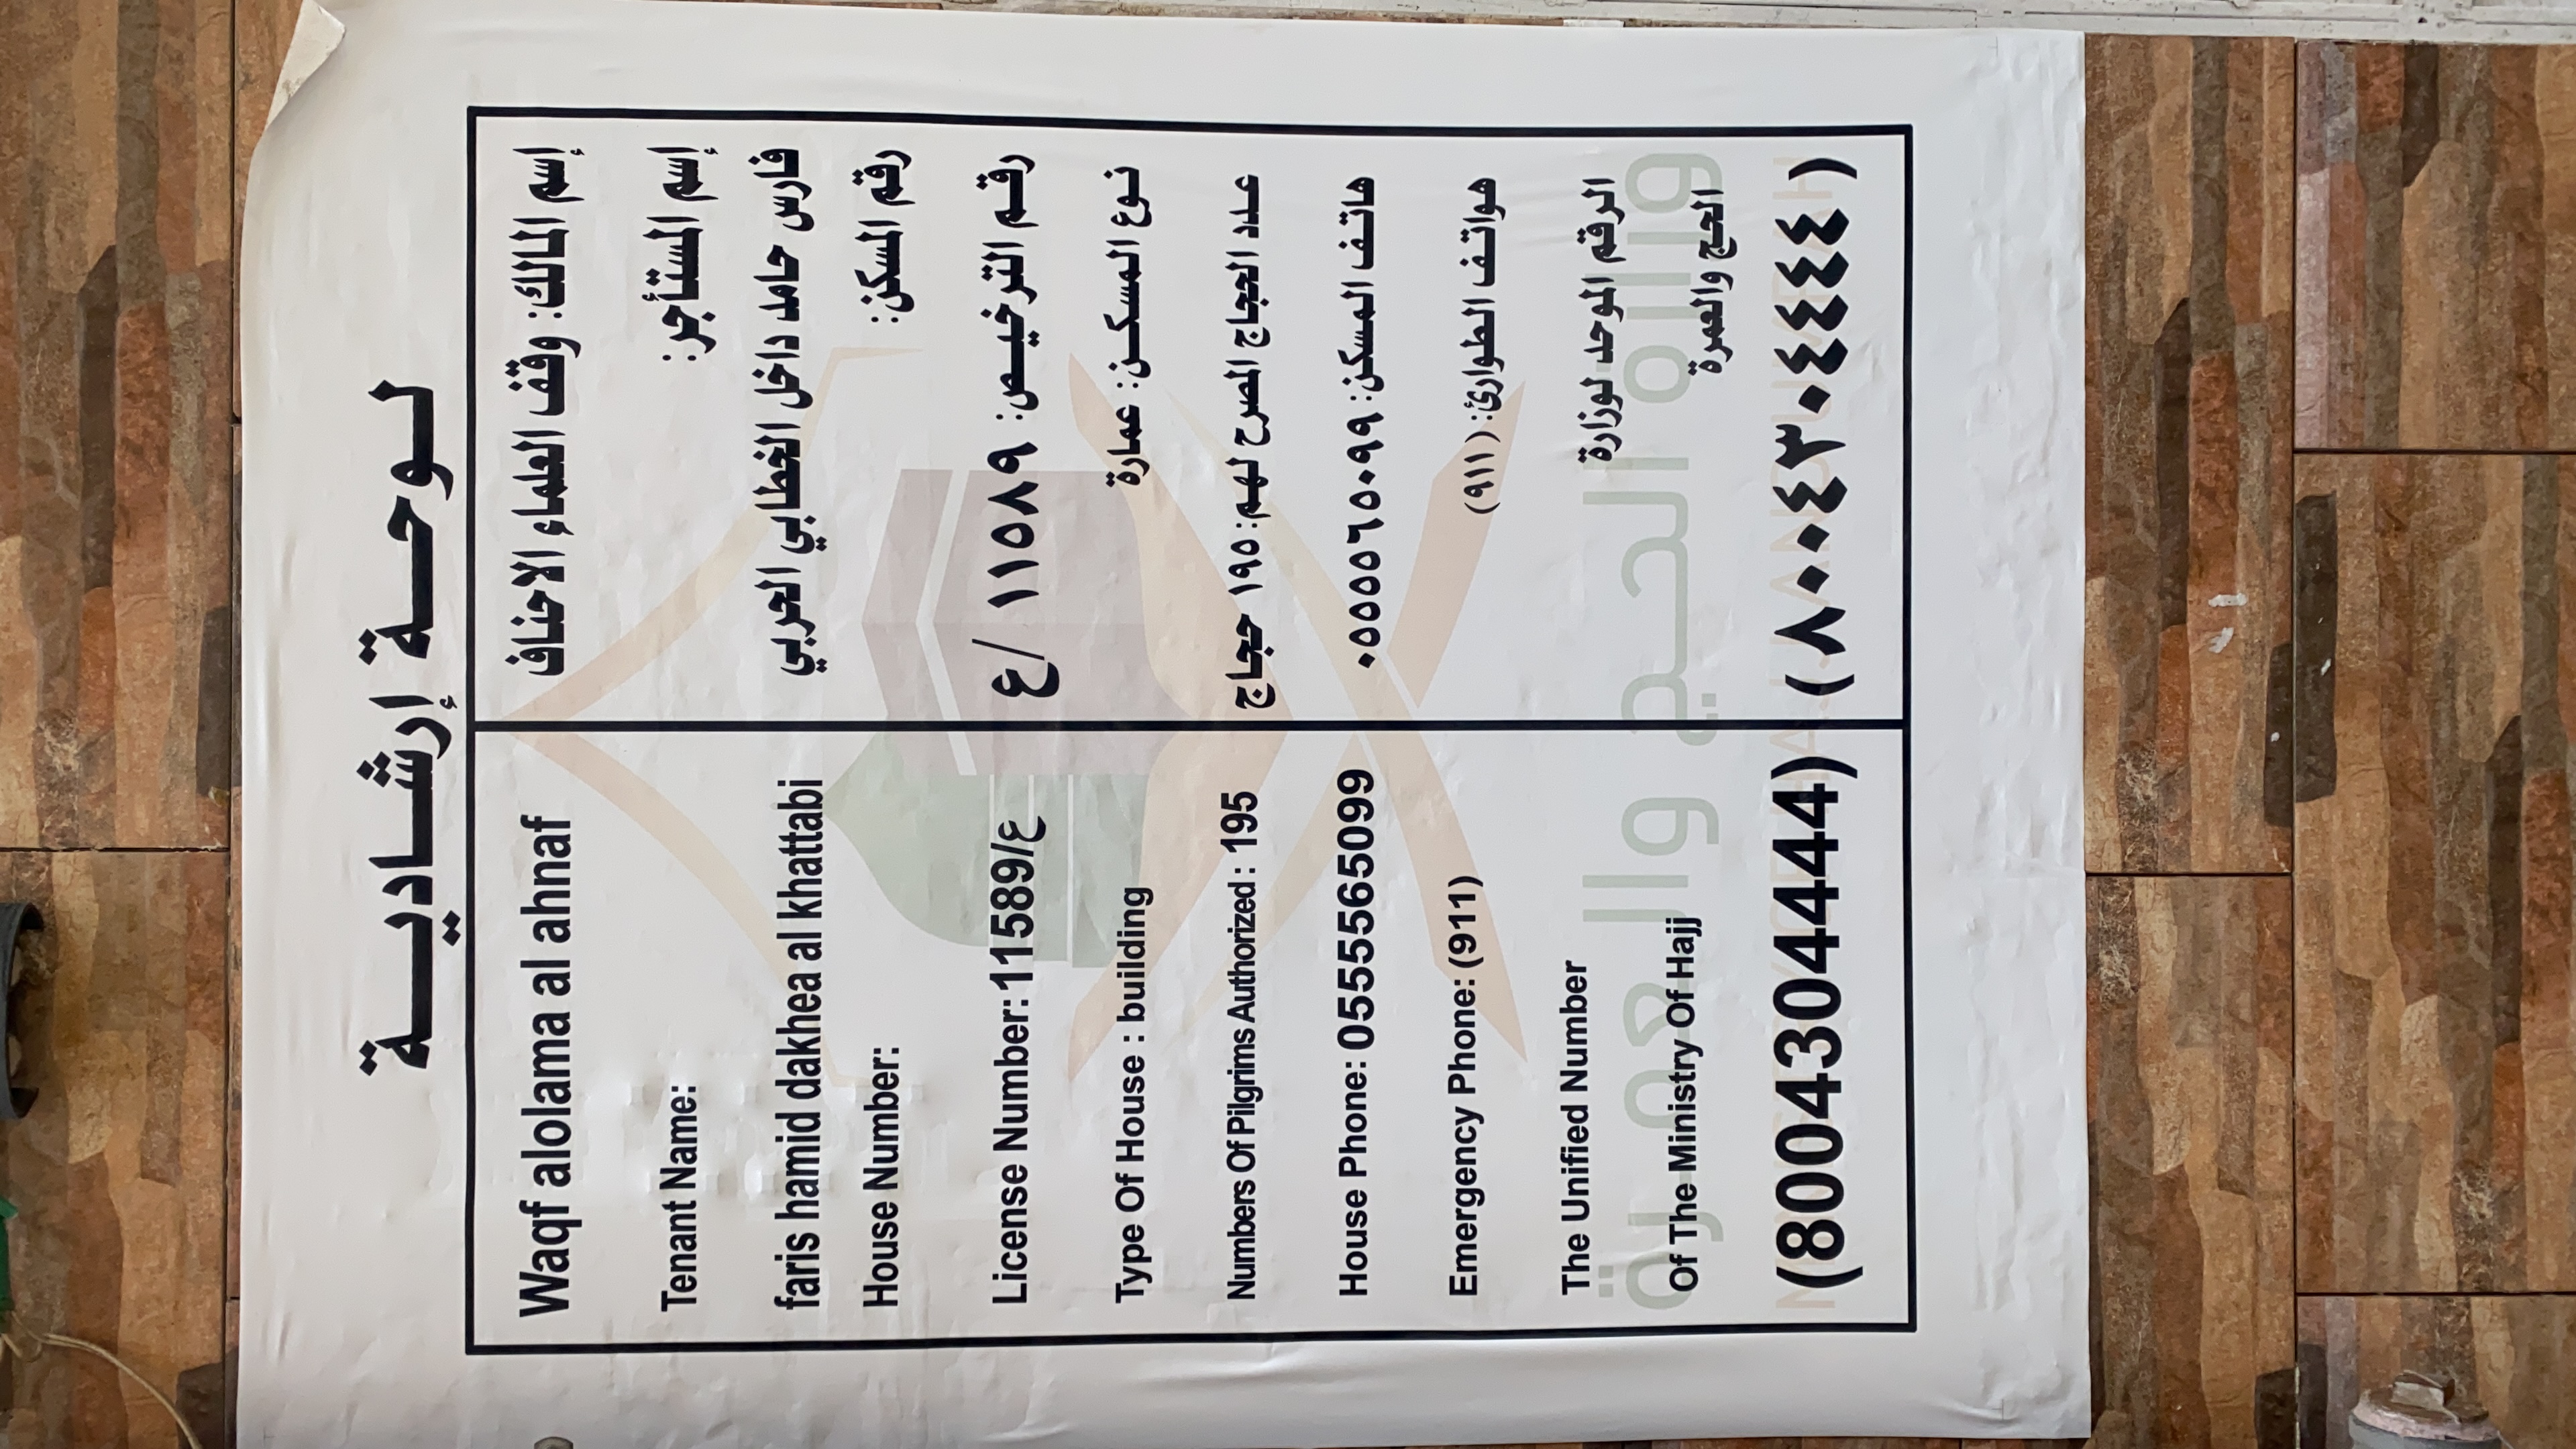 لوحة إرشادية
Waqf alolama al ahnaf
Tenant Name:
faris hamid dakhea al khattabi
House Number:
License Number: 11589/ع
Type Of House : building
Numbers Of Pilgrims Authorized : 195
House Phone: 0555565099
Emergency Phone: (911)
The Unified Number
Of The Ministry Of Hajj
(8004304444)
إسم المالك: وقف العلماء الاحناف
إسم المستأجر:
فارس حامد داخل الخطابي الحربي
رقم المسكن:
رقم الترخيص: ١١٥٨٩ /ع
نوع المسكن: عمارة
عدد الحجاج المصرح لهم: ١٩٥ حجاج
هاتف المسكن: ٠٥٥٥٥٦٥٠٩٩
هواتف الطوارئ: (٩١١)
الرقم الموحد لوزارة
الحج والعمرة
(٨٠٠٤٣٠٤٤٤٤)
وزارة الحج والعمرة
MINISTRY OF HAJJ AND UMRAH